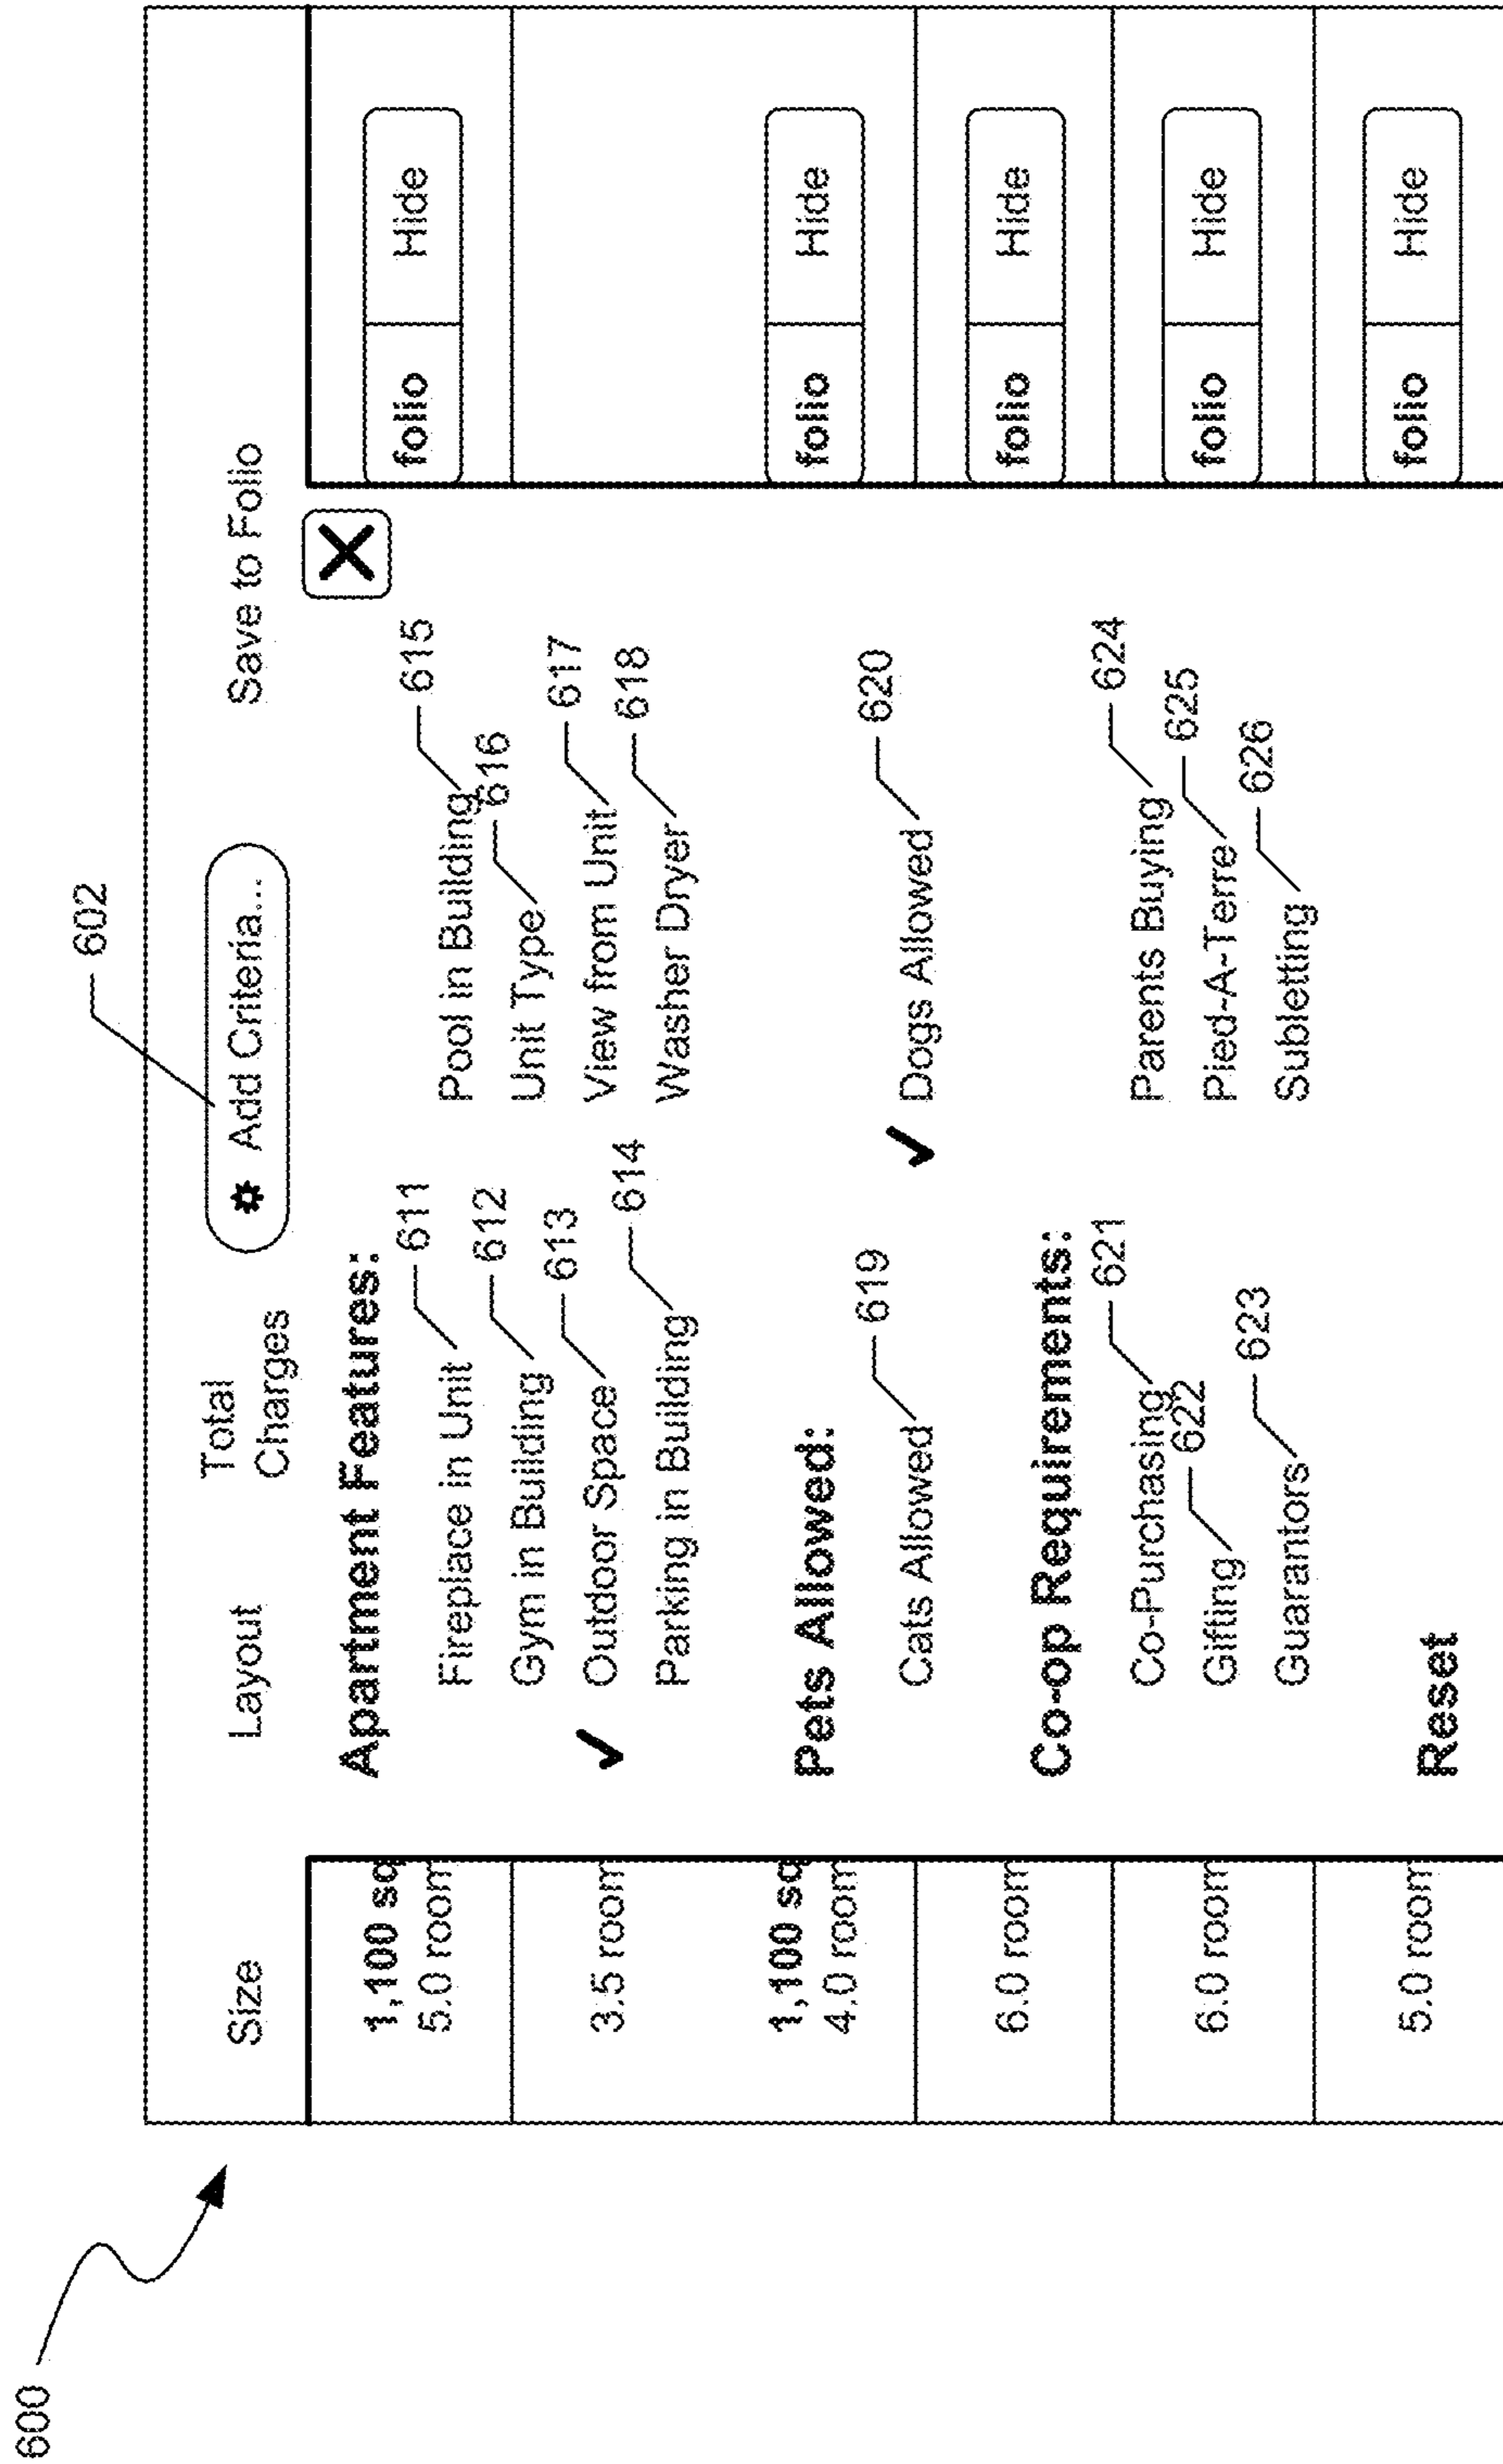 600
602
Size
Layout
Total
Charges
Add Criteria...
Save to Folio
1,100 sq
5.0 room
3.5 room
1,100 sq
4.0 room
6.0 room
6.0 room
5.0 room
Apartment Features:
Fireplace in Unit 611
Gym in Building 612
Outdoor Space 613
Parking in Building 614
Pool in Building 615
Unit Type 616
View from Unit 617
Washer Dryer 618
Pets Allowed:
Cats Allowed 619
Dogs Allowed 620
Co-op Requirements:
Co-Purchasing 621
Gifting 622
Guarantors 623
Parents Buying 624
Pied-A-Terre 625
Subletting 626
Reset
folio Hide
folio Hide
folio Hide
folio Hide
folio Hide